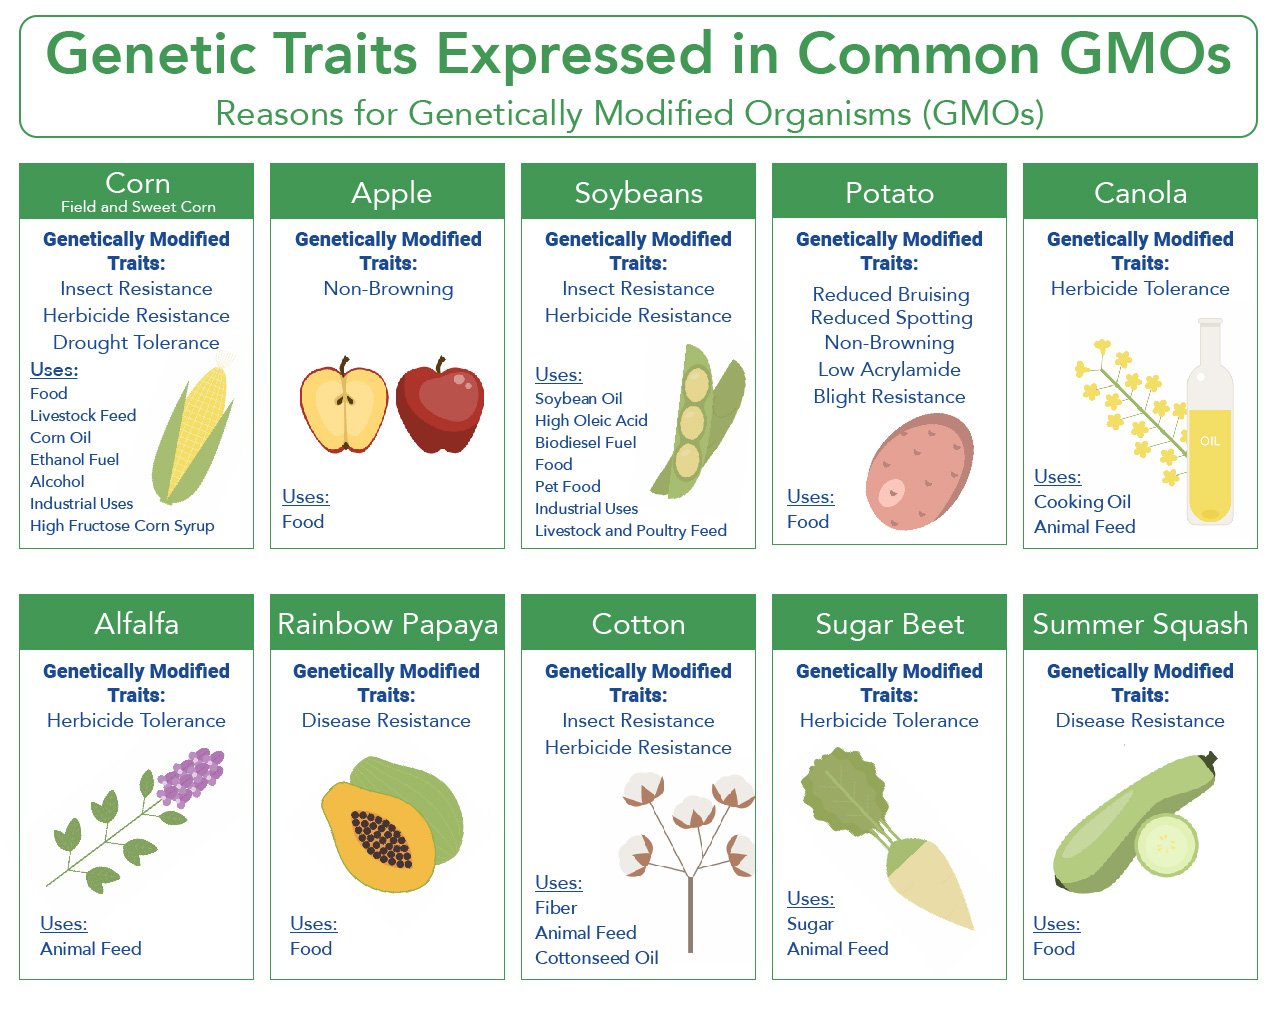 Genetic Traits Expressed in Common GMOs
Reasons for Genetically Modified Organisms (GMOs)
Corn
Field and Sweet Corn
Genetically Modified
Traits:
Insect Resistance
Herbicide Resistance
Drought Tolerance
Uses:
Food
Livestock Feed
Corn Oil
Ethanol Fuel
Alcohol
Industrial Uses
High Fructose Corn Syrup
Apple
Genetically Modified
Traits:
Non-Browning
Uses:
Food
Soybeans
Genetically Modified
Traits:
Insect Resistance
Herbicide Resistance
Uses:
Soybean Oil
High Oleic Acid
Biodiesel Fuel
Food
Pet Food
Industrial Uses
Livestock and Poultry Feed
Potato
Genetically Modified
Traits:
Reduced Bruising
Reduced Spotting
Non-Browning
Low Acrylamide
Blight Resistance
Uses:
Food
Canola
Genetically Modified
Traits:
Herbicide Tolerance
OIL
Uses:
Cooking Oil
Animal Feed
Alfalfa
Genetically Modified
Traits:
Herbicide Tolerance
Uses:
Animal Feed
Rainbow Papaya
Genetically Modified
Traits:
Disease Resistance
Uses:
Food
Cotton
Genetically Modified
Traits:
Insect Resistance
Herbicide Resistance
Uses:
Fiber
Animal Feed
Cottonseed Oil
Sugar Beet
Genetically Modified
Traits:
Herbicide Tolerance
Uses:
Sugar
Animal Feed
Summer Squash
Genetically Modified
Traits:
Disease Resistance
Uses:
Food